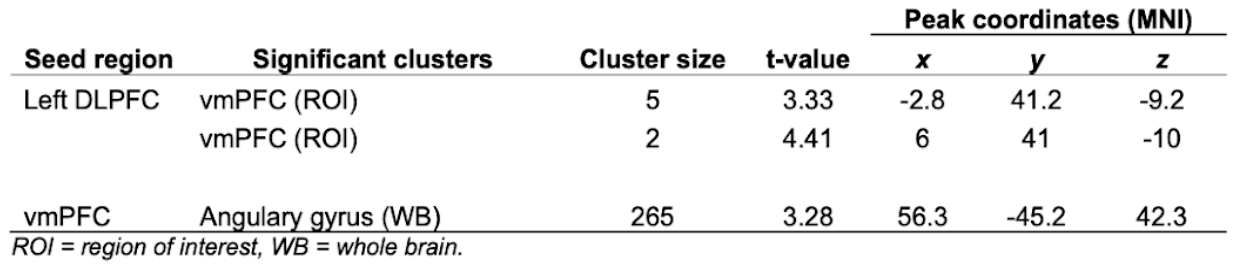 Peak coordinates (MNI)
Seed region Significant clusters Cluster size t-value x y z
Left DLPFC vmPFC (ROI) 5 3.33 -2.8 41.2 -9.2
vmPFC (ROI) 2 4.41 6 41 -10
vmPFC Angulary gyrus (WB) 265 3.28 56.3 -45.2 42.3
ROI = region of interest, WB = whole brain.